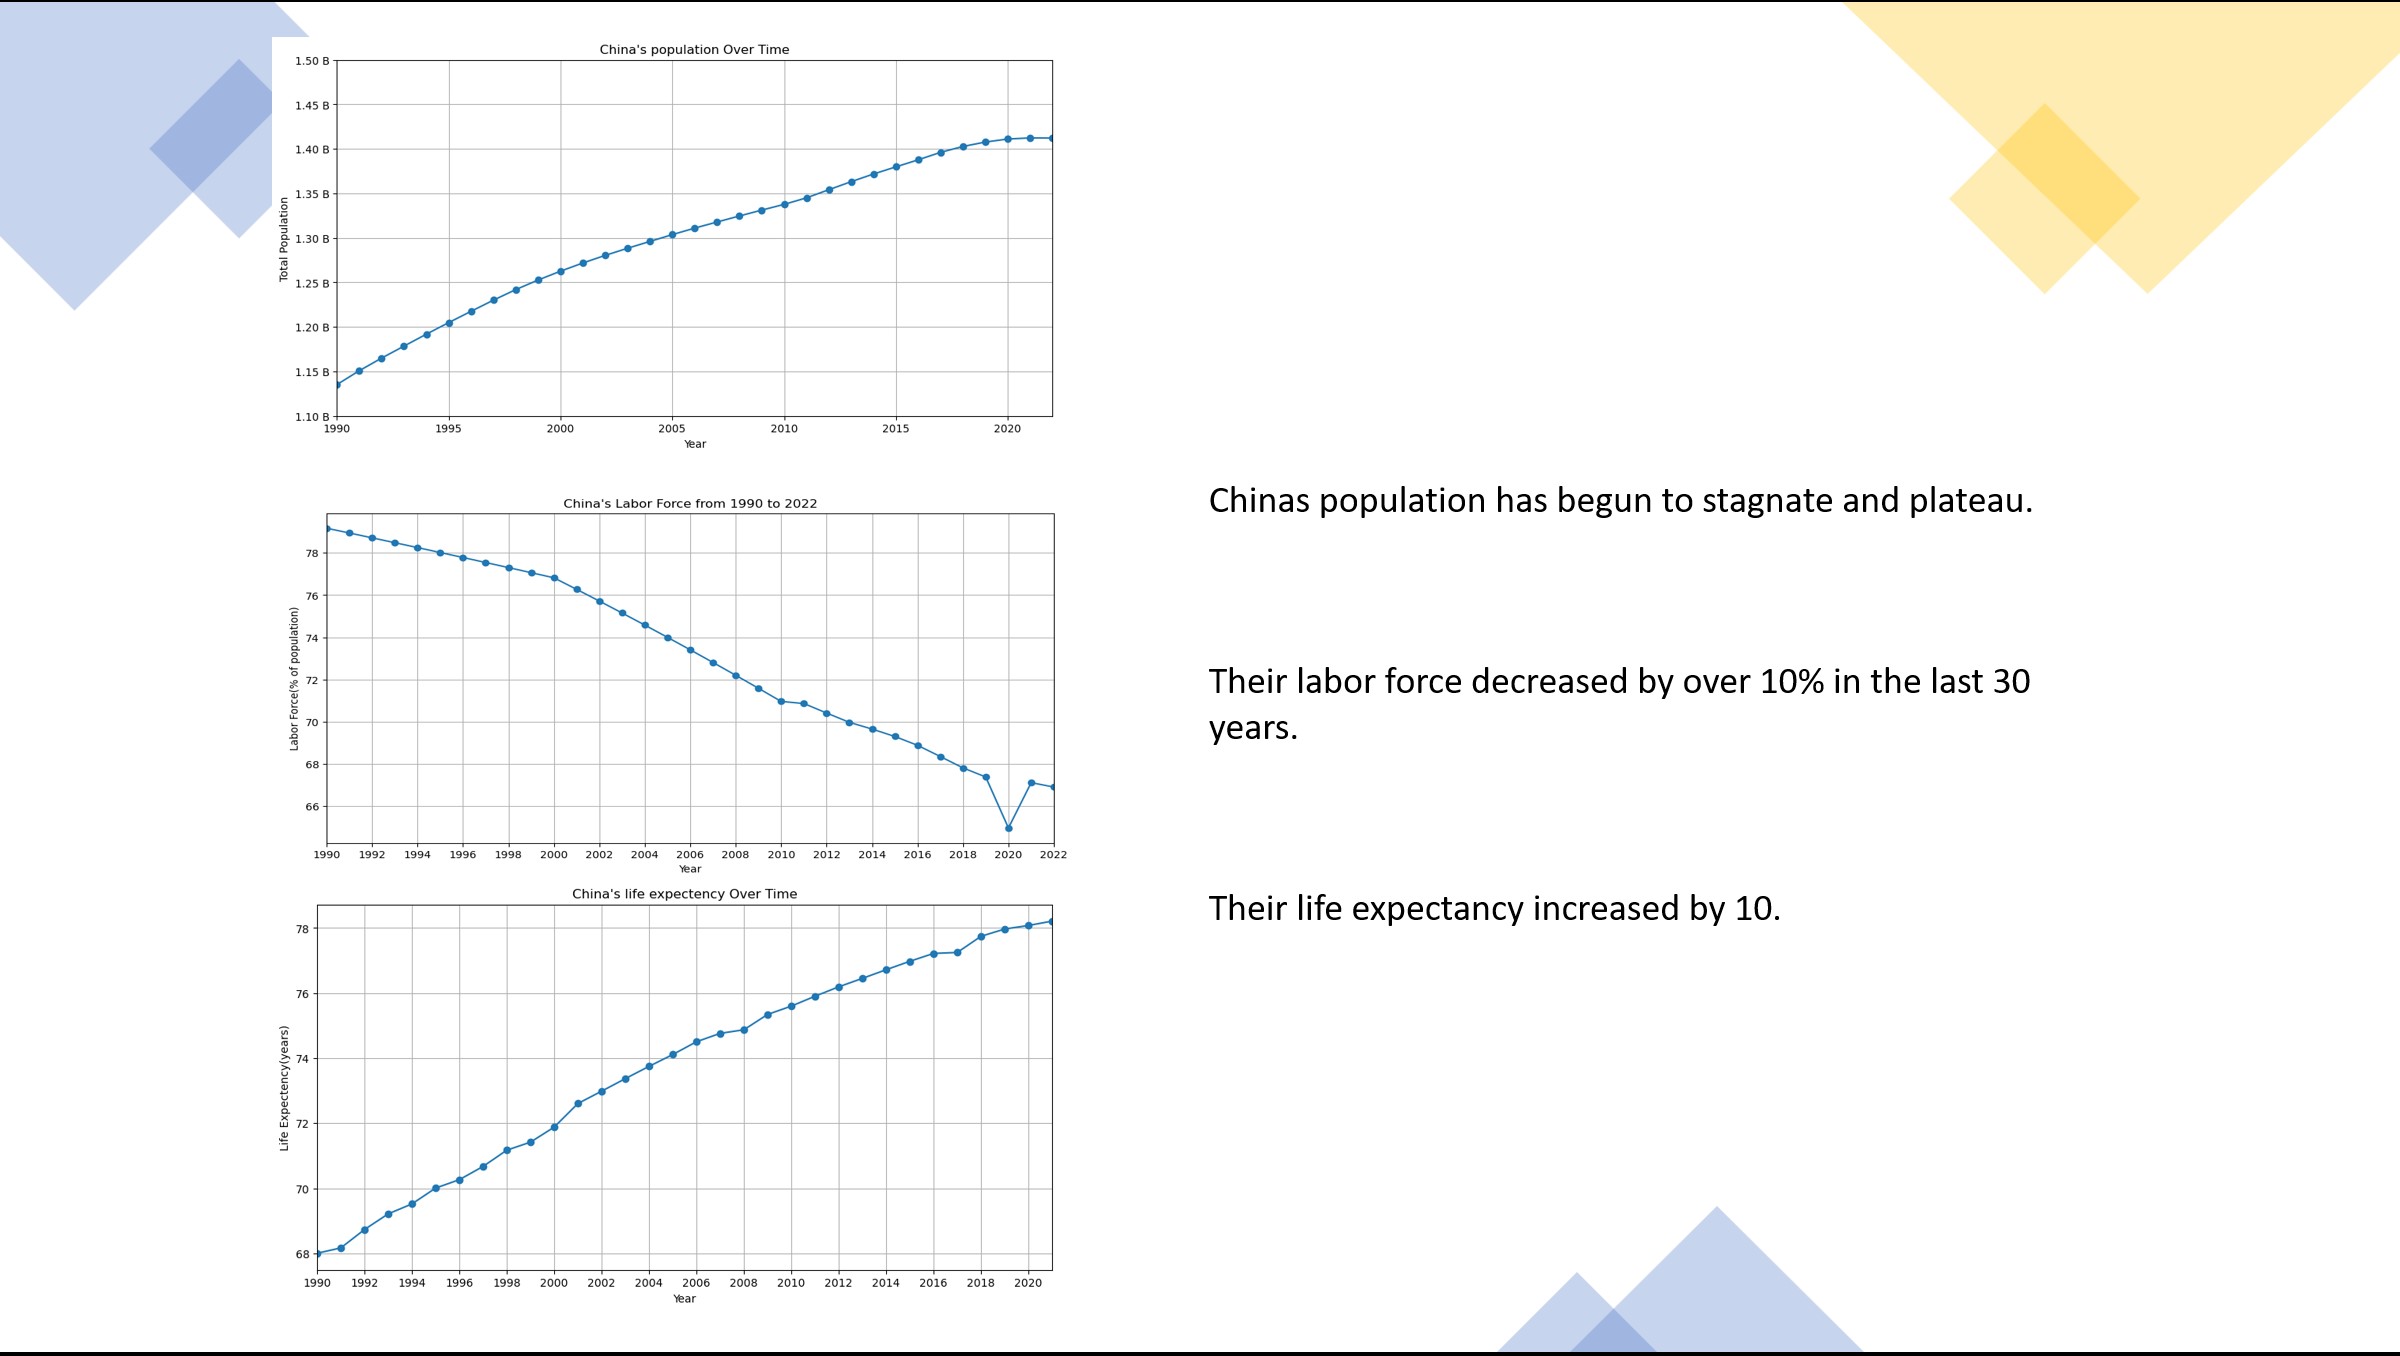 China's population Over Time
1.50 B
1.45 B
1.40 B
1.35 B
1.30 B
1.25 B
1.20 B
1.15 B
1.10 B
Total Population
1990 1995 2000 2005 2010 2015 2020
Year
China's Labor Force from 1990 to 2022
78
76
74
72
70
68
66
Labor Force(% of population)
1990 1992 1994 1996 1998 2000 2002 2004 2006 2008 2010 2012 2014 2016 2018 2020 2022
Year
China's life expectency Over Time
78
76
74
72
70
68
Life Expectency(years)
1990 1992 1994 1996 1998 2000 2002 2004 2006 2008 2010 2012 2014 2016 2018 2020
Year
Chinas population has begun to stagnate and plateau.
Their labor force decreased by over 10% in the last 30
years.
Their life expectancy increased by 10.